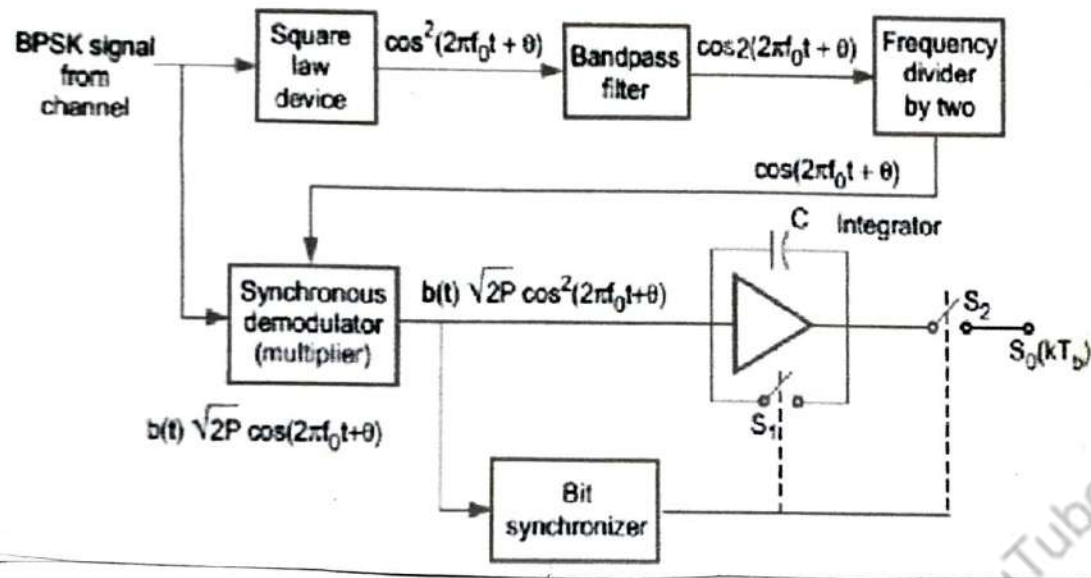 BPSK signal
from
channel
Square
law
device
cos²(2πf₀t + θ)
Bandpass
filter
cos2(2πf₀t + θ)
Frequency
divider
by two
cos(2πf₀t + θ)
C Integrator
Synchronous
demodulator
(multiplier)
b(t) √2P cos²(2πf₀t+θ)
S₂
S₀(kT_b)
S₁
b(t) √2P cos(2πf₀t+θ)
Bit
synchronizer